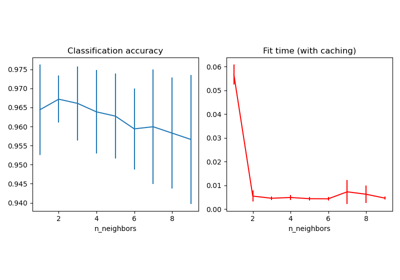 Classification accuracy
0.975
0.970
0.965
0.960
0.955
0.950
0.945
0.940
2 4 6 8
n_neighbors
Fit time (with caching)
0.06
0.05
0.04
0.03
0.02
0.01
0.00
2 4 6 8
n_neighbors